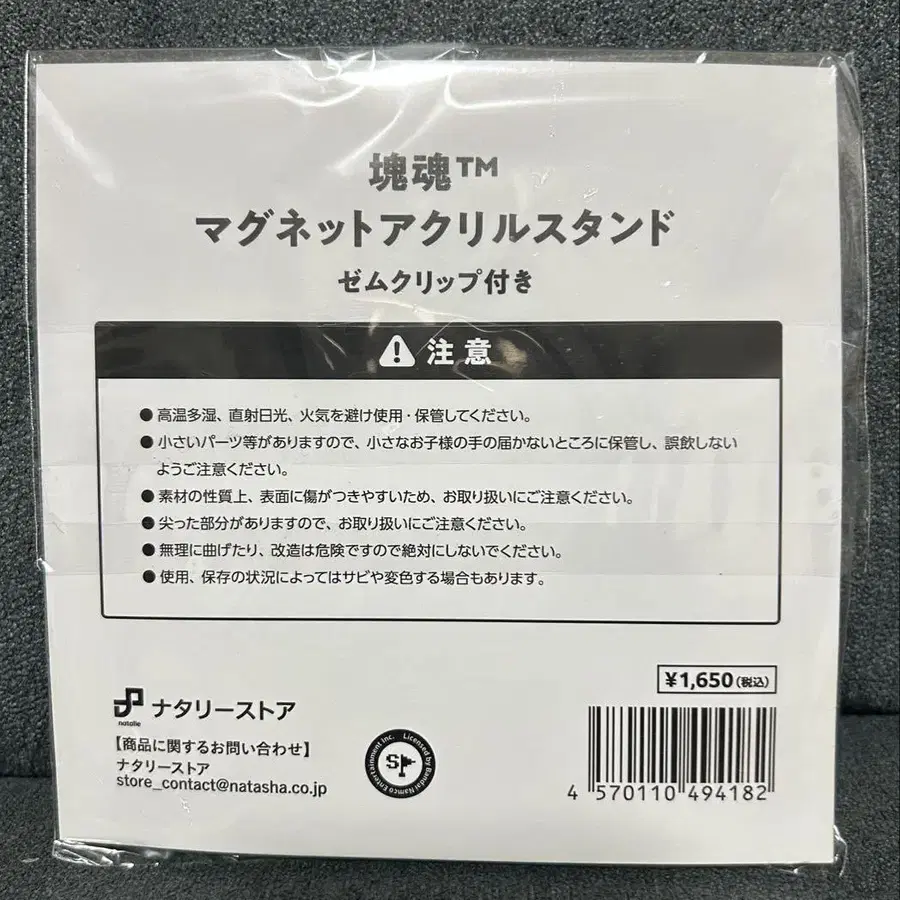 塊魂™
マグネットアクリルスタンド
ゼムクリップ付き
注意
●高温多湿、直射日光、火気を避け使用・保管してください。
●小さいパーツ等がありますので、小さなお子様の手の届かないところに保管し、誤飲しない
ようご注意ください。
●素材の性質上、表面に傷がつきやすいため、お取り扱いにご注意ください。
●尖った部分がありますので、お取り扱いにご注意ください。
●無理に曲げたり、改造は危険ですので絶対にしないでください。
●使用、保存の状況によってはサビや変色する場合もあります。
¥1,650(税込)
natalie
ナタリーストア
【商品に関するお問い合わせ】
ナタリーストア
store_contact@natasha.co.jp
Licensed by Bandai Namco Entertainment Inc.
SP
4 570110 494182